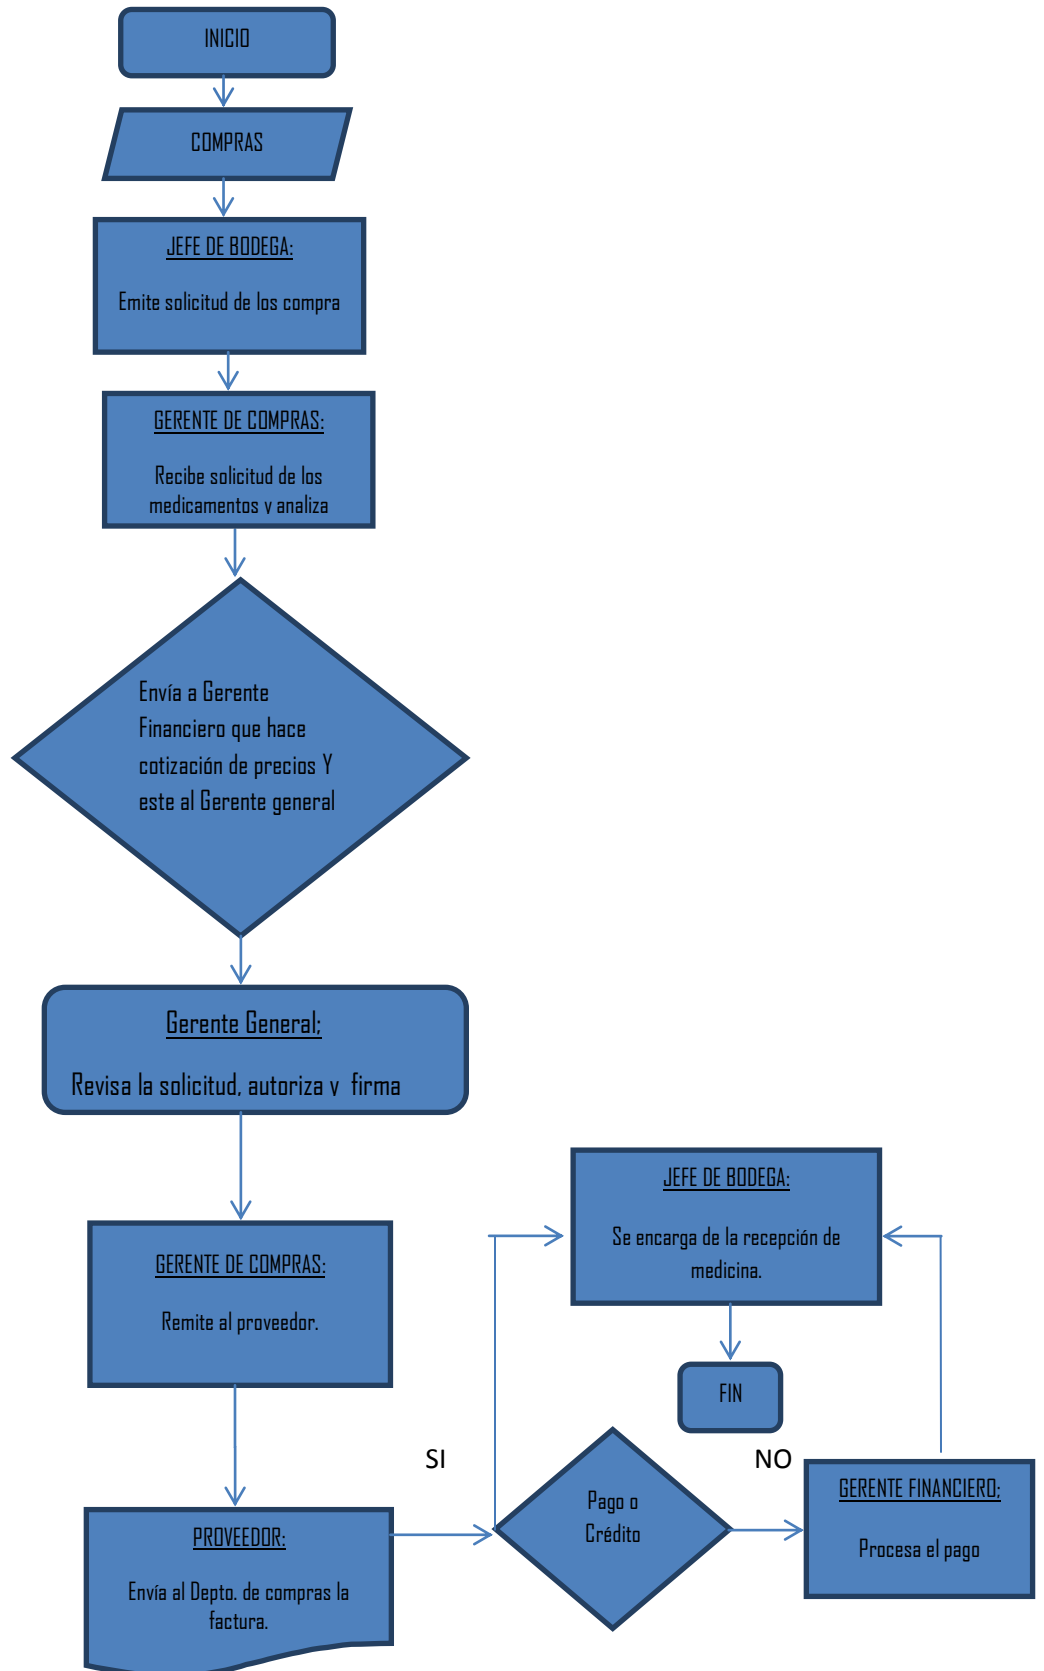 INICIO
COMPRAS
JEFE DE BODEGA:
Emite solicitud de los compra
GERENTE DE COMPRAS:
Recibe solicitud de los
medicamentos y analiza
Envía a Gerente
Financiero que hace
cotización de precios Y
este al Gerente general
Gerente General;
Revisa la solicitud, autoriza y firma
GERENTE DE COMPRAS:
Remite al proveedor.
PROVEEDOR:
Envía al Depto. de compras la
factura.
SI
Pago o
Crédito
NO
GERENTE FINANCIERO;
Procesa el pago
JEFE DE BODEGA:
Se encarga de la recepción de
medicina.
FIN